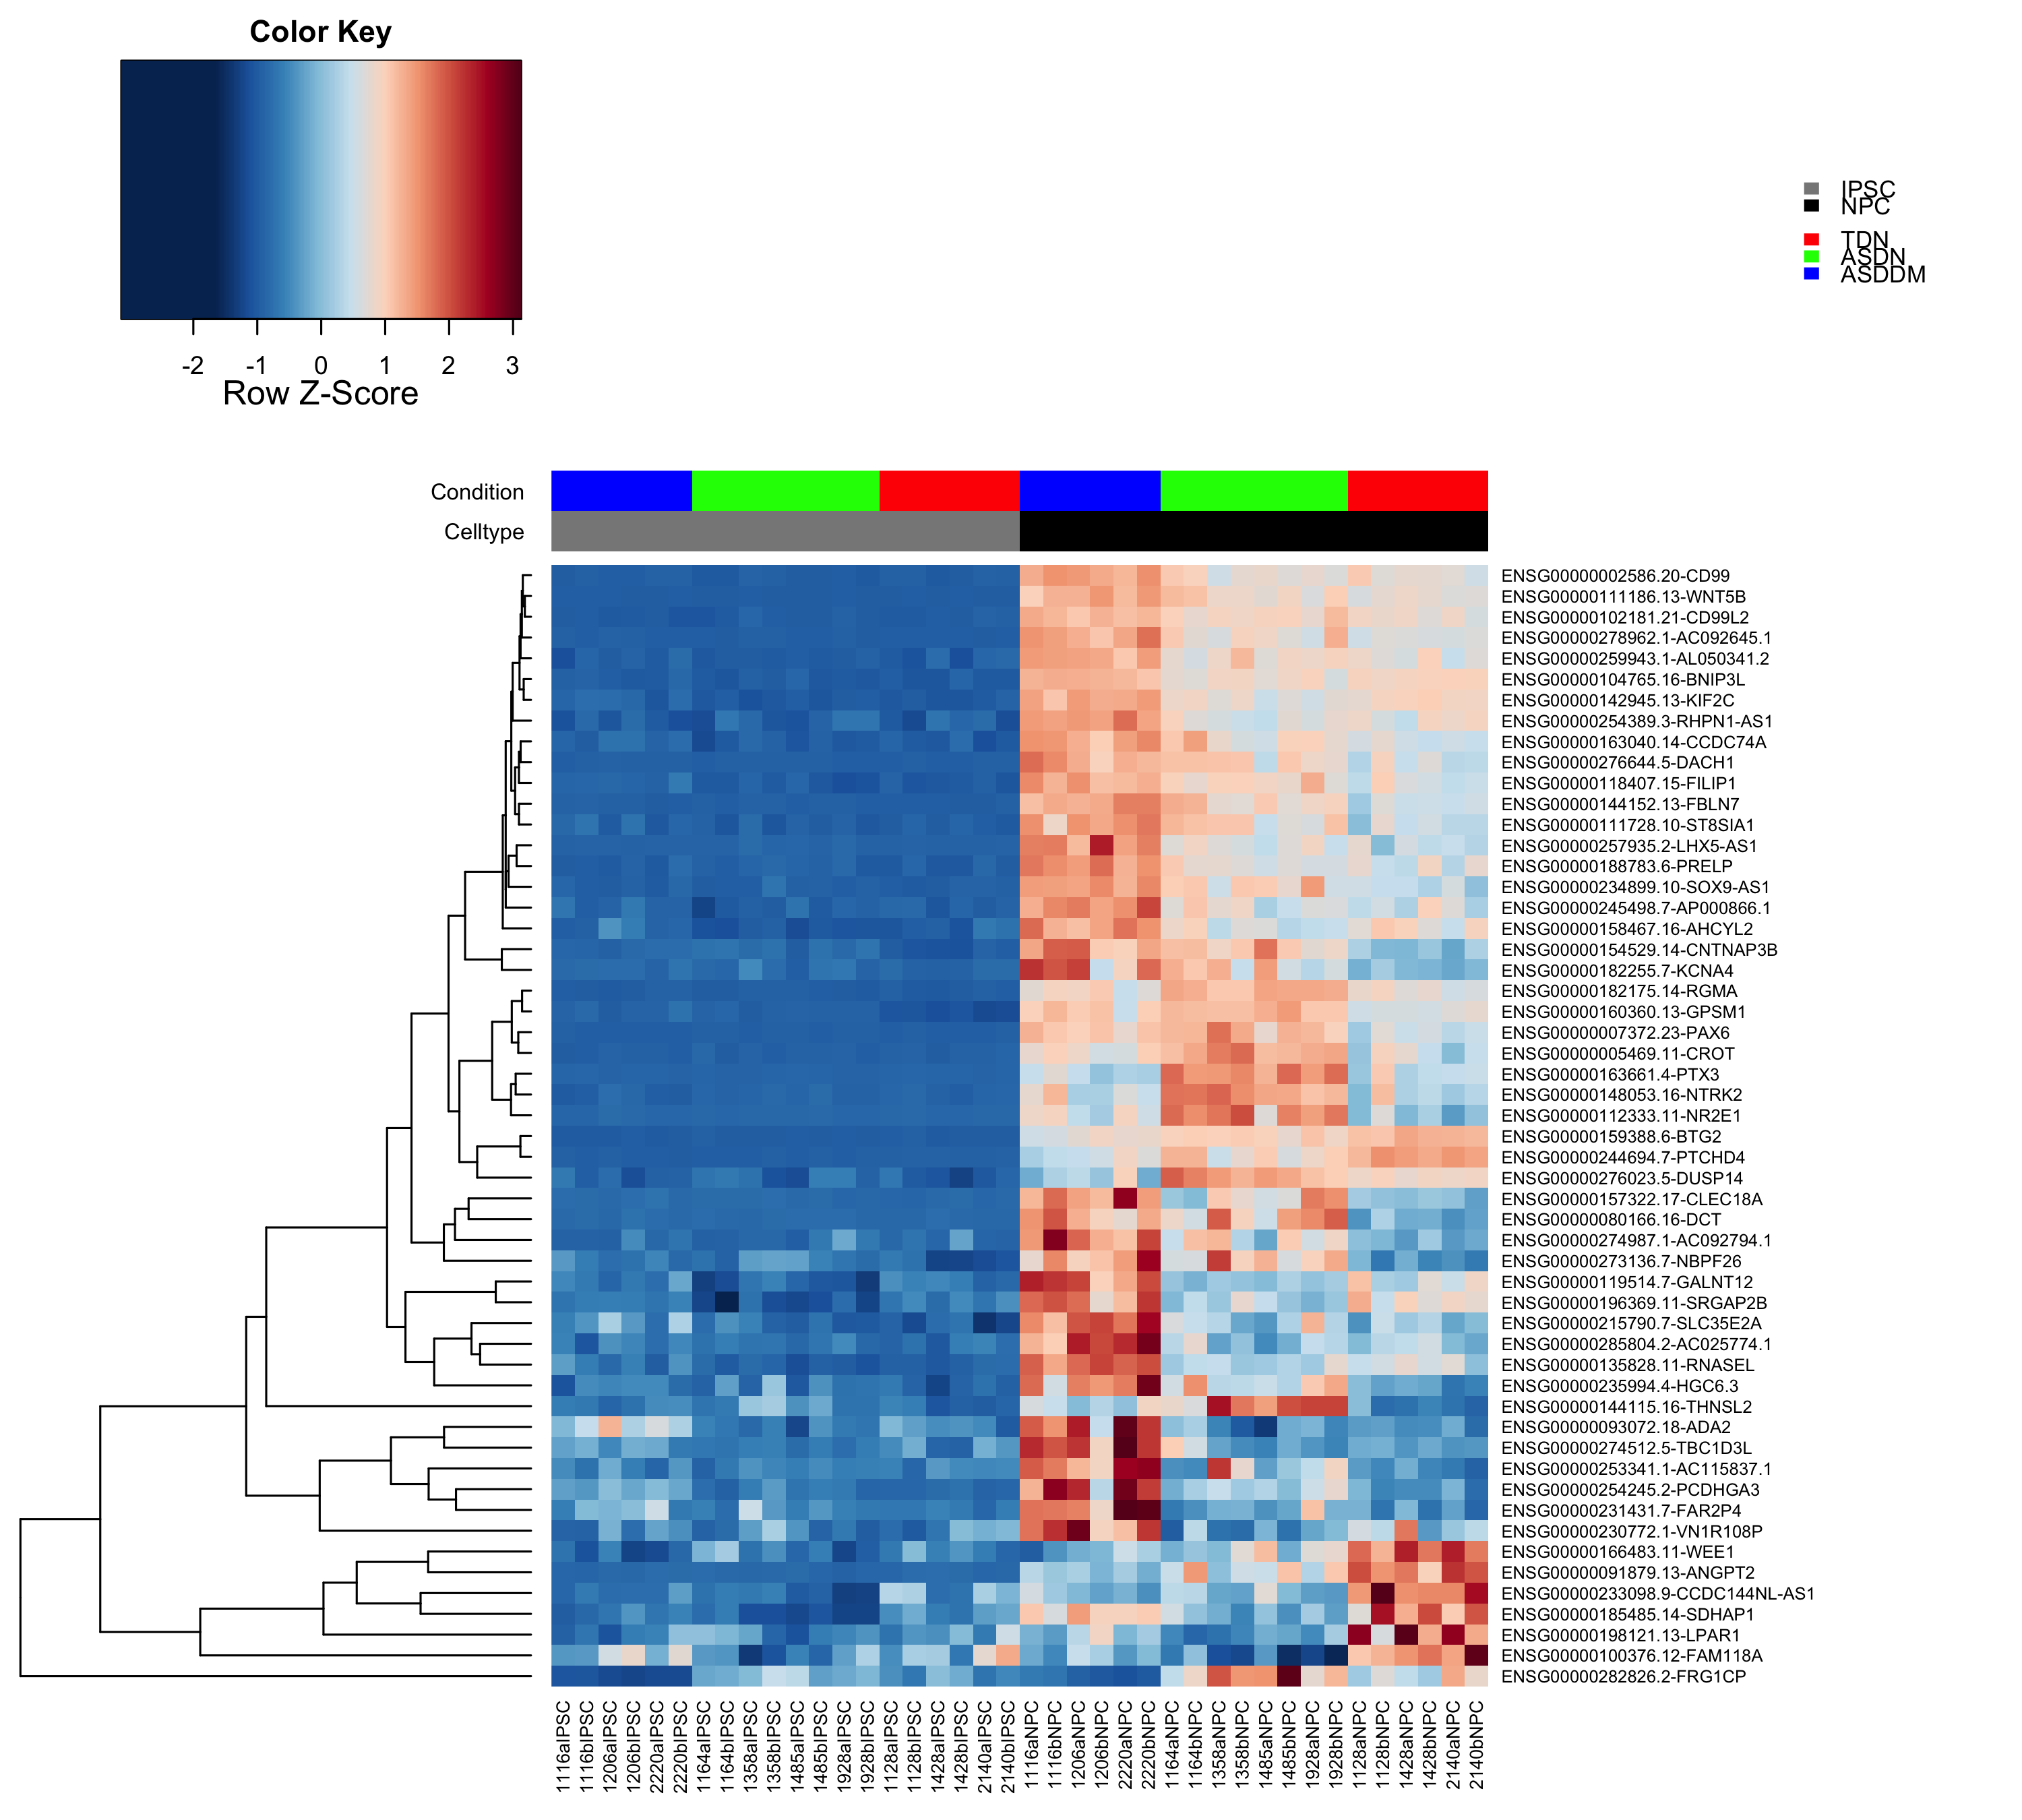 Color Key
-2 -1 0 1 2 3
Row Z-Score
IPSC
NPC
TDN
ASDN
ASDDM
Condition
Celltype
ENSG00000002586.20-CD99
ENSG00000111186.13-WNT5B
ENSG00000102181.21-CD99L2
ENSG00000278962.1-AC092645.1
ENSG00000259943.1-AL050341.2
ENSG00000104765.16-BNIP3L
ENSG00000142945.13-KIF2C
ENSG00000254389.3-RHPN1-AS1
ENSG00000163040.14-CCDC74A
ENSG00000276644.5-DACH1
ENSG00000118407.15-FILIP1
ENSG00000144152.13-FBLN7
ENSG00000111728.10-ST8SIA1
ENSG00000257935.2-LHX5-AS1
ENSG00000188783.6-PRELP
ENSG00000234899.10-SOX9-AS1
ENSG00000245498.7-AP000866.1
ENSG00000158467.16-AHCYL2
ENSG00000154529.14-CNTNAP3B
ENSG00000182255.7-KCNA4
ENSG00000182175.14-RGMA
ENSG00000160360.13-GPSM1
ENSG00000007372.23-PAX6
ENSG00000005469.11-CROT
ENSG00000163661.4-PTX3
ENSG00000148053.16-NTRK2
ENSG00000112333.11-NR2E1
ENSG00000159388.6-BTG2
ENSG00000244694.7-PTCHD4
ENSG00000276023.5-DUSP14
ENSG00000157322.17-CLEC18A
ENSG00000080166.16-DCT
ENSG00000274987.1-AC092794.1
ENSG00000273136.7-NBPF26
ENSG00000119514.7-GALNT12
ENSG00000196369.11-SRGAP2B
ENSG00000215790.7-SLC35E2A
ENSG00000285804.2-AC025774.1
ENSG00000135828.11-RNASEL
ENSG00000235994.4-HGC6.3
ENSG00000144115.16-THNSL2
ENSG00000093072.18-ADA2
ENSG00000274512.5-TBC1D3L
ENSG00000253341.1-AC115837.1
ENSG00000254245.2-PCDHGA3
ENSG00000231431.7-FAR2P4
ENSG00000230772.1-VN1R108P
ENSG00000166483.11-WEE1
ENSG00000091879.13-ANGPT2
ENSG00000233098.9-CCDC144NL-AS1
ENSG00000185485.14-SDHAP1
ENSG00000198121.13-LPAR1
ENSG00000100376.12-FAM118A
ENSG00000282826.2-FRG1CP
1116aIPSC
1116bIPSC
1206aIPSC
1206bIPSC
2220aIPSC
2220bIPSC
1164aIPSC
1164bIPSC
1358aIPSC
1358bIPSC
1485aIPSC
1485bIPSC
1928aIPSC
1928bIPSC
1128aIPSC
1128bIPSC
1428aIPSC
1428bIPSC
2140aIPSC
2140bIPSC
1116aNPC
1116bNPC
1206aNPC
1206bNPC
2220aNPC
2220bNPC
1164aNPC
1164bNPC
1358aNPC
1358bNPC
1485aNPC
1485bNPC
1928aNPC
1928bNPC
1128aNPC
1128bNPC
1428aNPC
1428bNPC
2140aNPC
2140bNPC